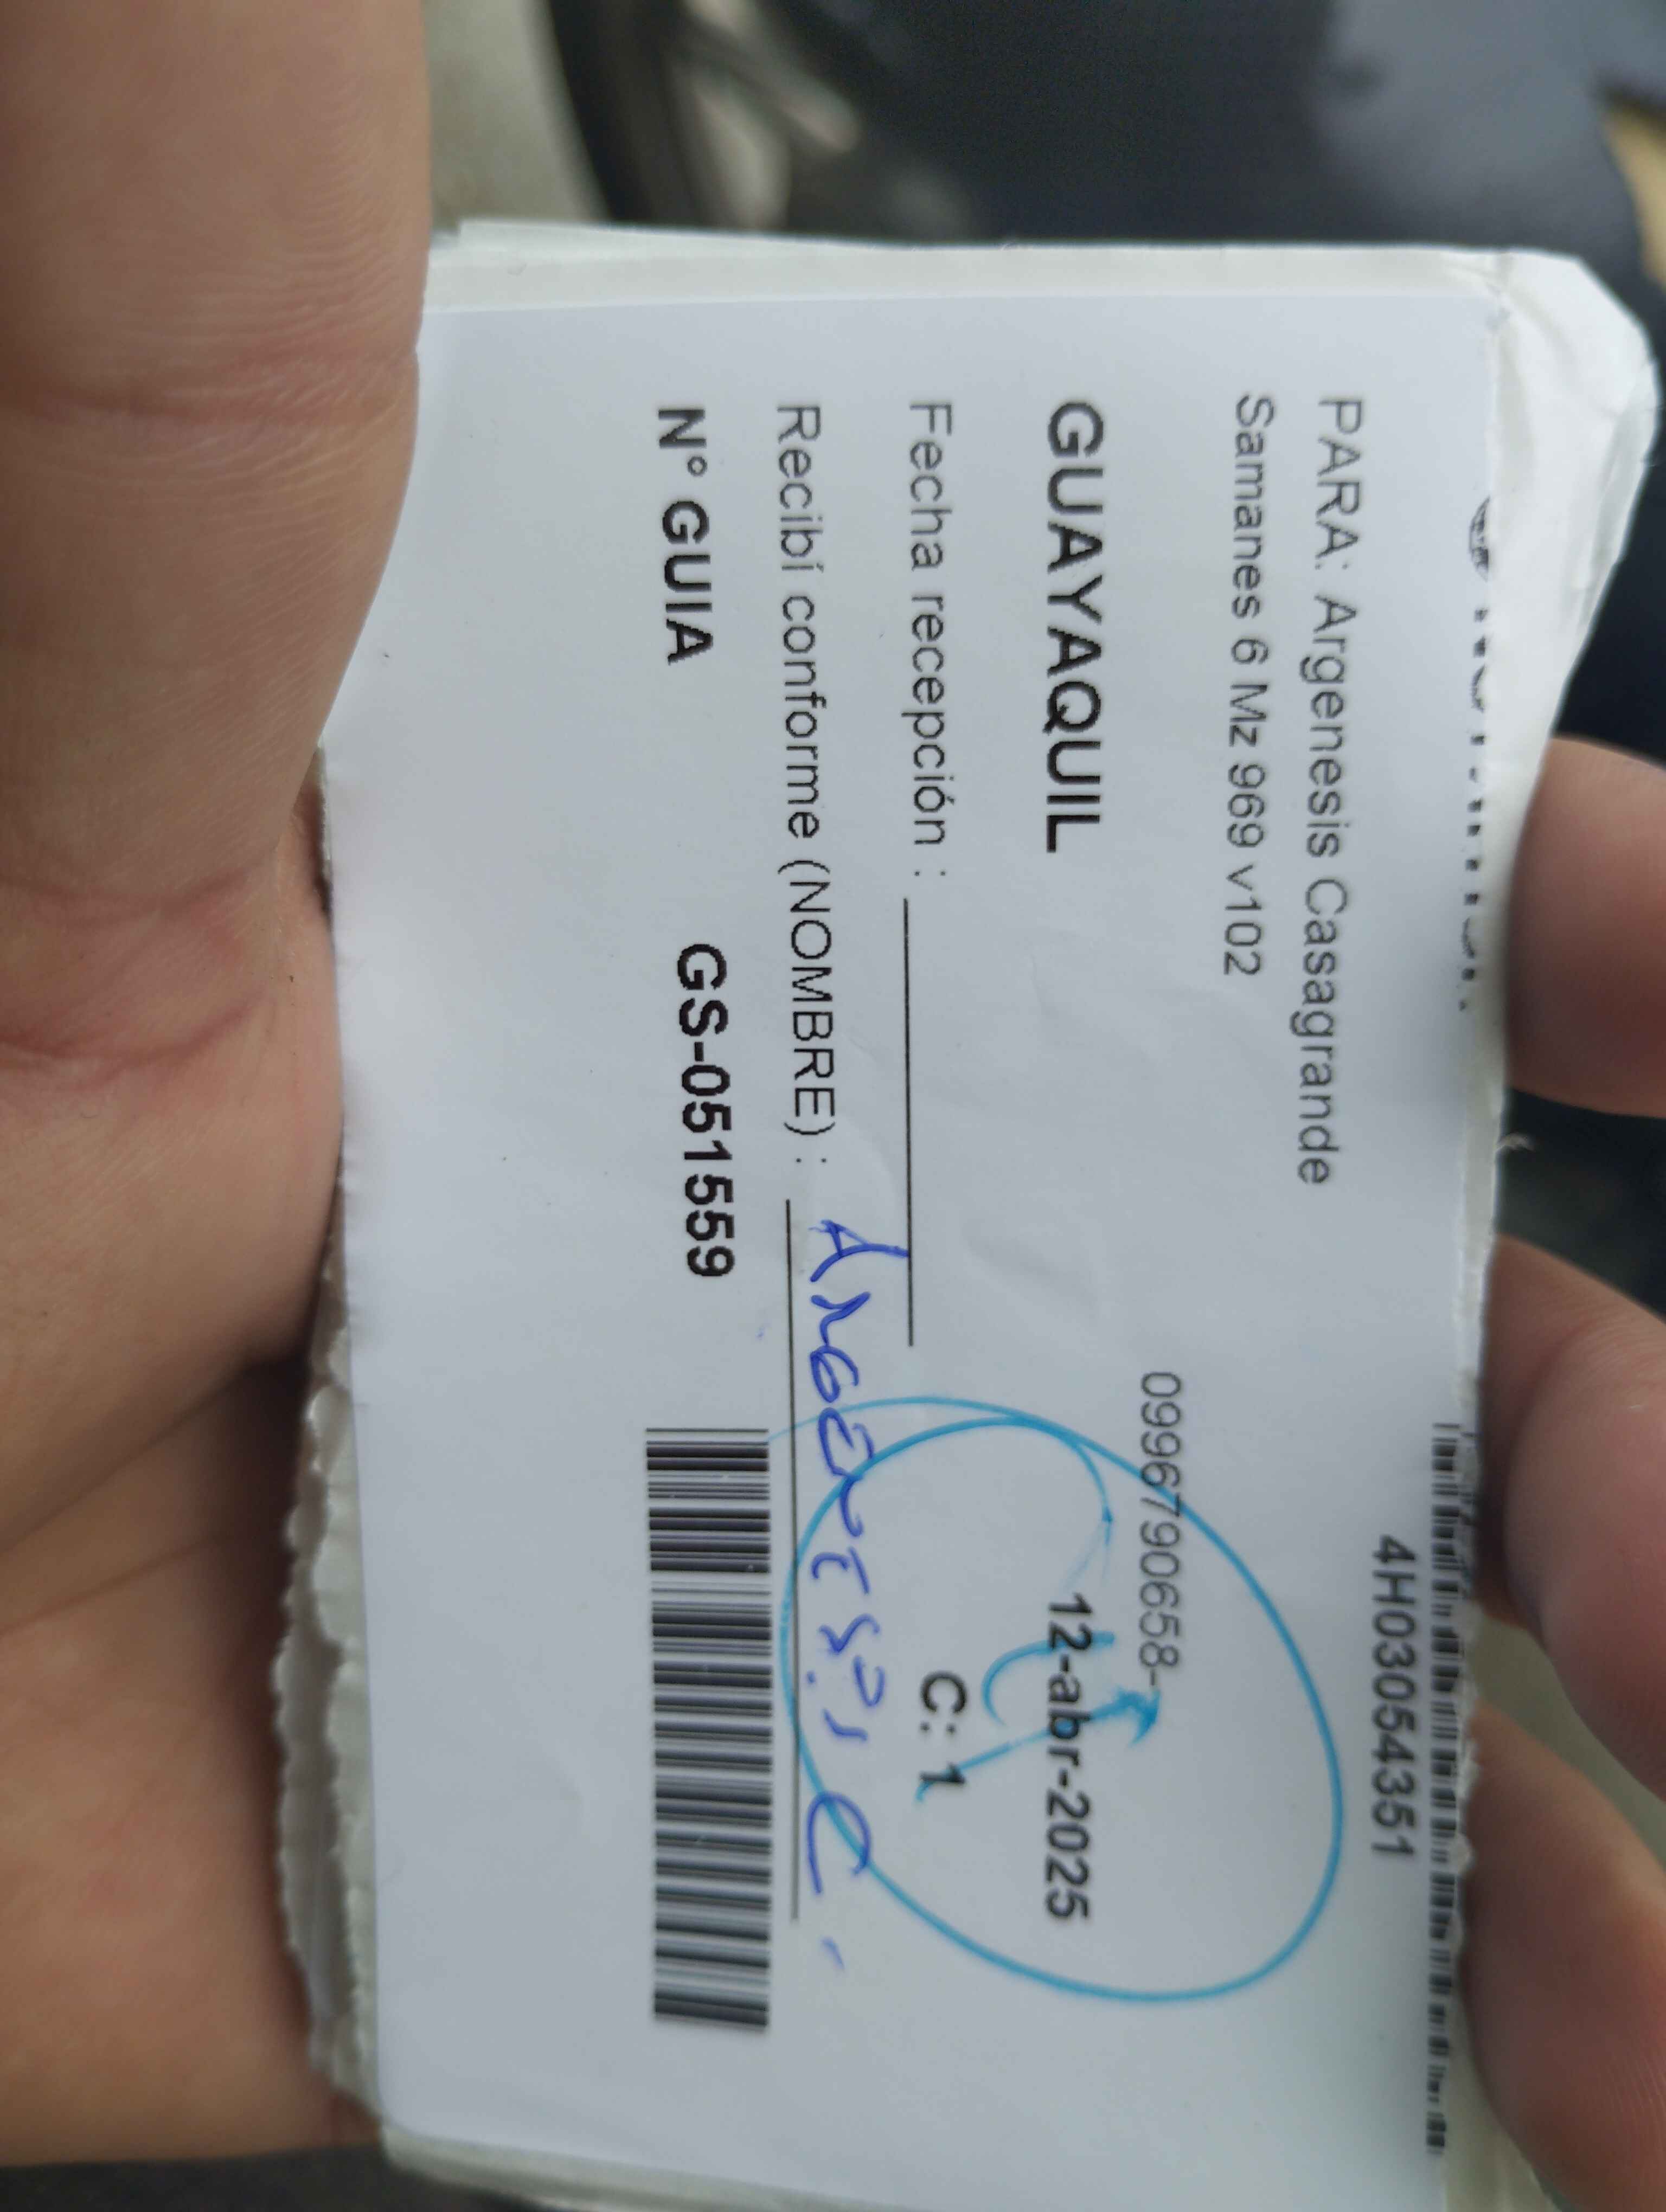 4H03054351
PARA: Argenesis Casagrande
Samanes 6 Mz 969 v102
0996790658-
GUAYAQUIL
12-abr-2025
Fecha recepción :
C: 1
Recibí conforme (NOMBRE) :
N° GUIA GS-051559